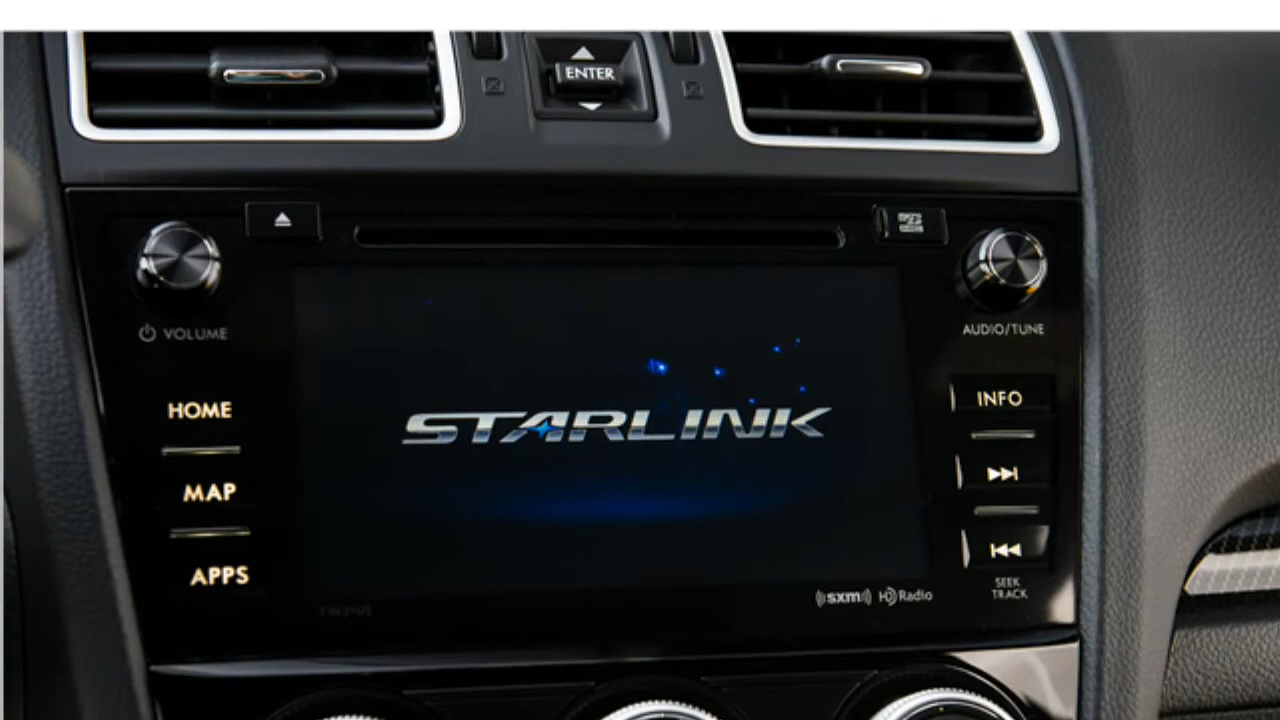 ENTER
VOLUME
AUDIO/TUNE
HOME
INFO
STARLINK
MAP
APPS
SEEK
TRACK
sxm HD Radio